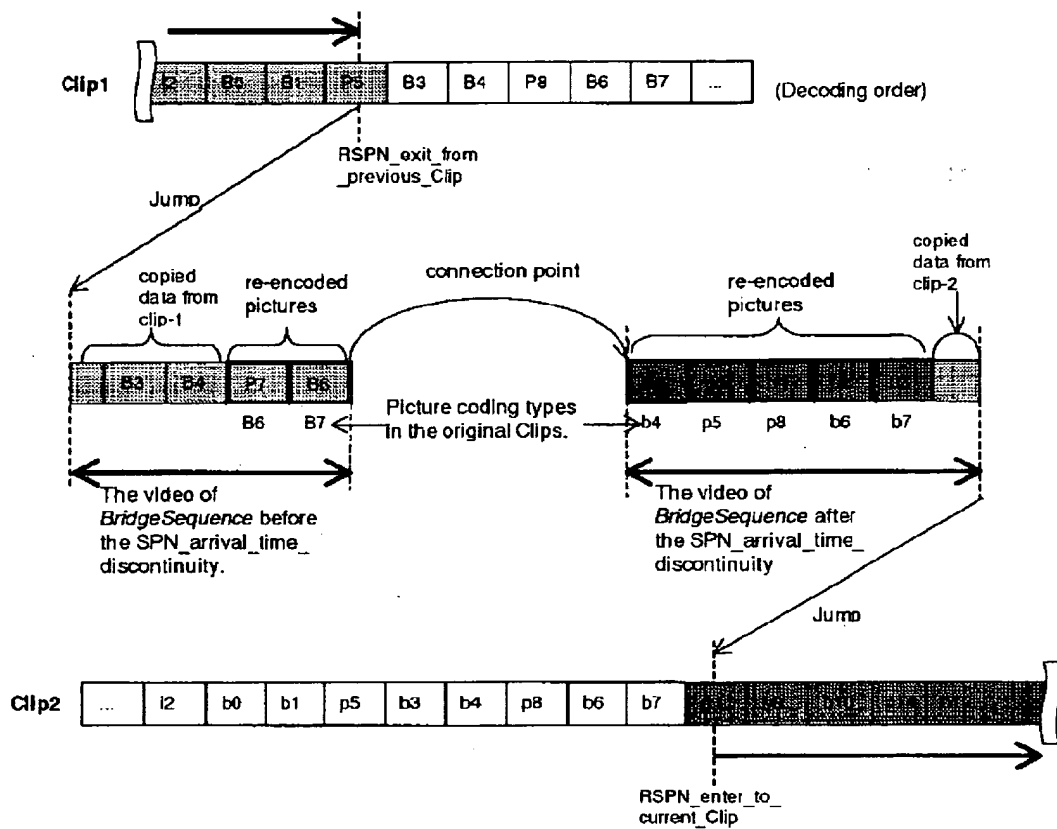 Clip1
I2 B0 B1 P5 B3 B4 P8 B6 B7 ...
(Decoding order)
RSPN_exit_from
_previous_Clip
Jump
copied
data from
clip-1
re-encoded
pictures
connection point
re-encoded
pictures
copied
data from
clip-2
B3 B4 P7 B6
B6 B7
Picture coding types
in the original Clips.
b4 p5 p8 b6 b7
The video of
BridgeSequence before
the SPN_arrival_time_
discontinuity.
The video of
BridgeSequence after
the SPN_arrival_time_
discontinuity
Jump
Clip2
... i2 b0 b1 p5 b3 b4 p8 b6 b7
RSPN_enter_to_
current_Clip